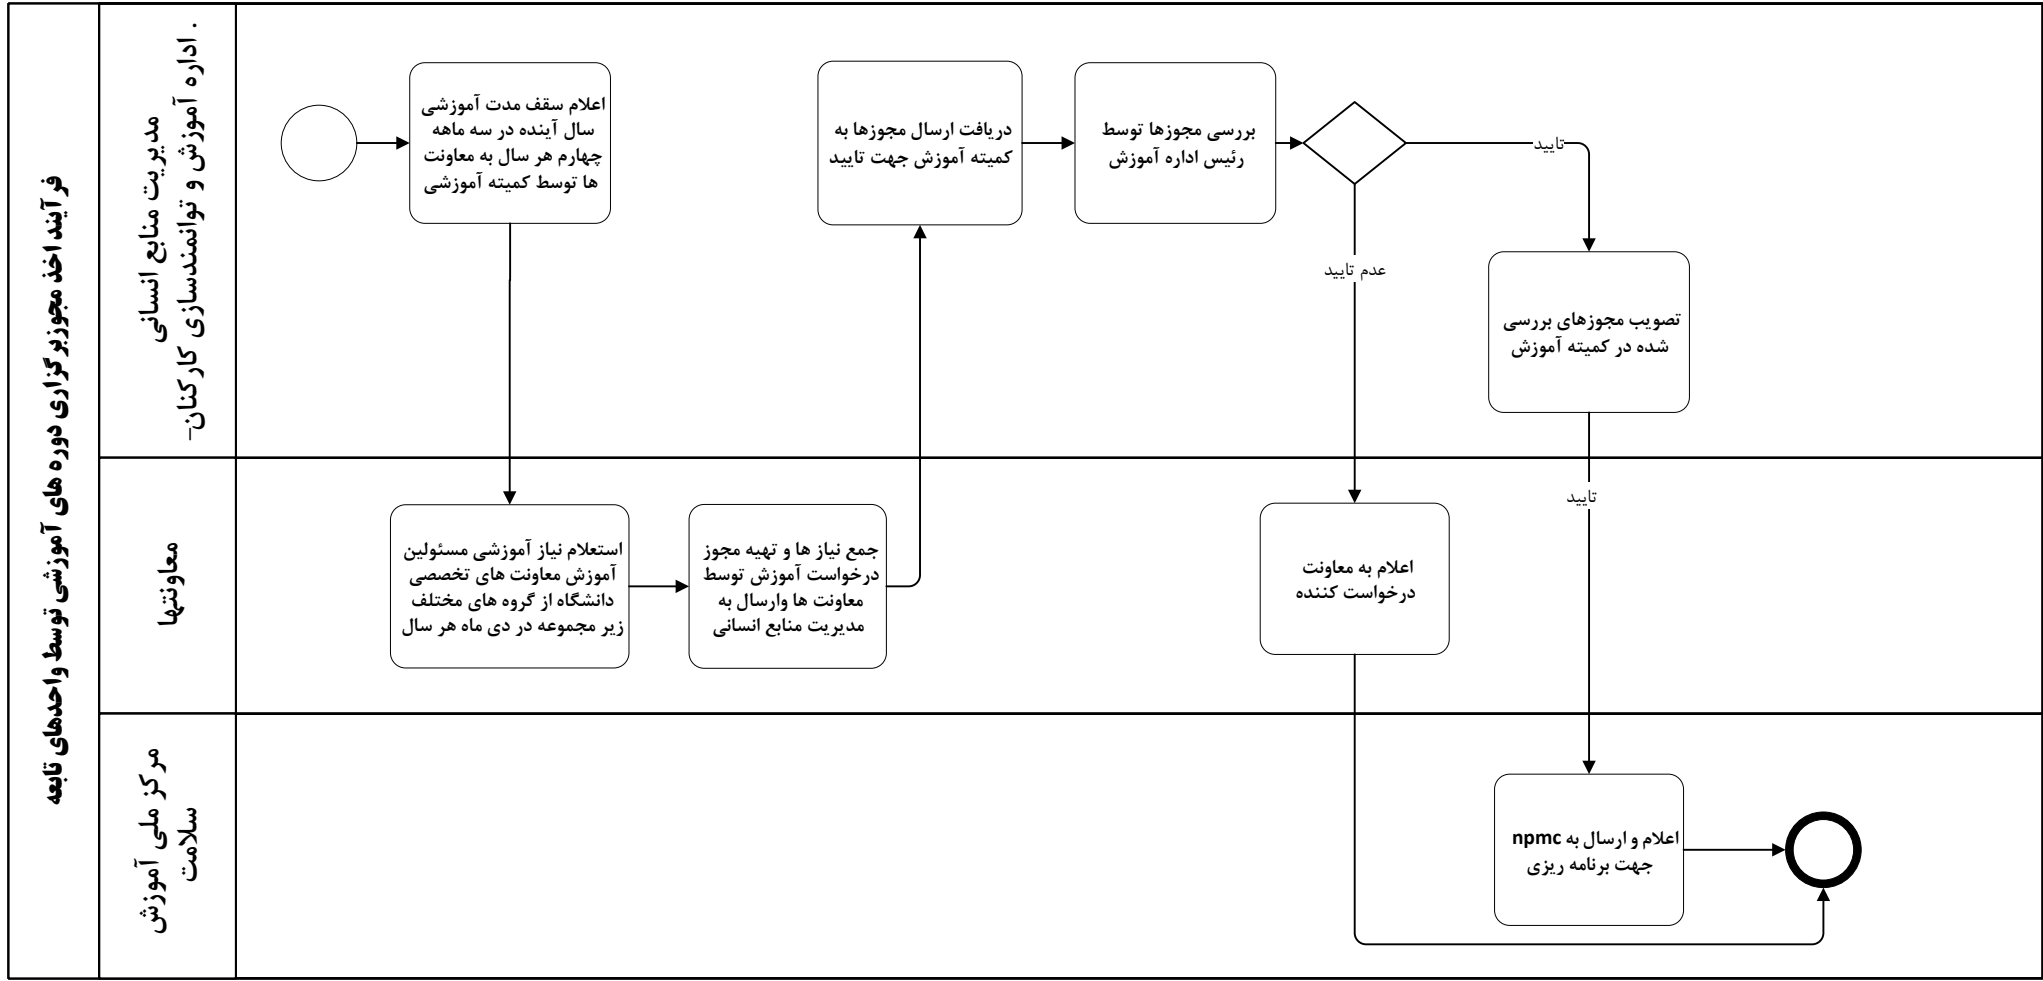 فرآیند اخذ مجوزبرگزاری دوره های آموزشی توسط واحدهای تابعه
. اداره آموزش و توانمندسازی کارکنان–
مدیریت منابع انسانی
اعلام سقف مدت آموزشی
سال آینده در سه ماهه
چهارم هر سال به معاونت
ها توسط کمیته آموزشی
دریافت ارسال مجوزها به
کمیته آموزش جهت تایید
بررسی مجوزها توسط
رئیس اداره آموزش
تایید
عدم تایید
تصویب مجوزهای بررسی
شده در کمیته آموزش
معاونتها
استعلام نیاز آموزشی مسئولین
آموزش معاونت های تخصصی
دانشگاه از گروه های مختلف
زیر مجموعه در دی ماه هر سال
جمع نیاز ها و تهیه مجوز
درخواست آموزش توسط
معاونت ها وارسال به
مدیریت منابع انسانی
اعلام به معاونت
درخواست کننده
تایید
مرکز ملی آموزش
سلامت
اعلام و ارسال به npmc
جهت برنامه ریزی